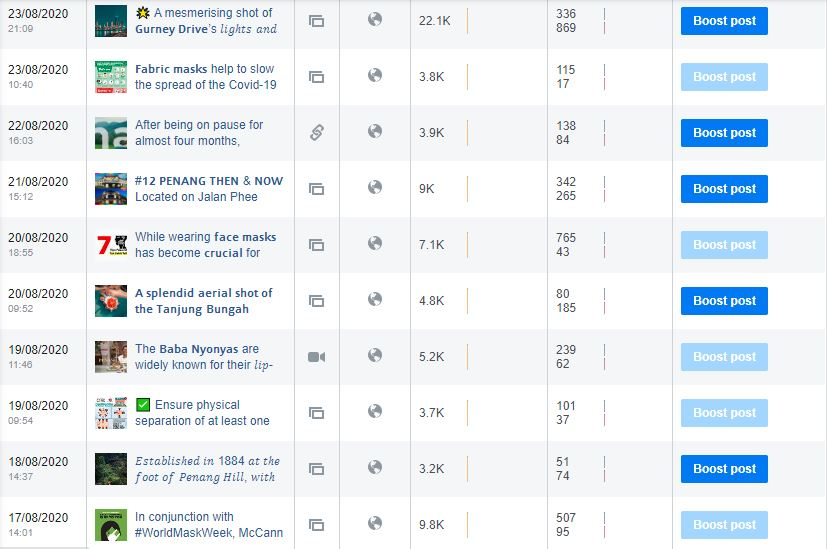 23/08/2020
21:09
💥 A mesmerising shot of
Gurney Drive's lights and
22.1K
336
869
Boost post
23/08/2020
10:40
Fabric masks help to slow
the spread of the Covid-19
3.8K
115
17
Boost post
22/08/2020
16:03
After being on pause for
almost four months,
3.9K
138
84
Boost post
21/08/2020
15:12
#12 PENANG THEN & NOW
Located on Jalan Phee
9K
342
265
Boost post
20/08/2020
18:55
7
While wearing face masks
has become crucial for
7.1K
765
43
Boost post
20/08/2020
09:52
A splendid aerial shot of
the Tanjung Bungah
4.8K
80
185
Boost post
19/08/2020
11:46
The Baba Nyonyas are
widely known for their lip-
5.2K
239
62
Boost post
19/08/2020
09:54
✅ Ensure physical
separation of at least one
3.7K
101
37
Boost post
18/08/2020
14:37
Established in 1884 at the
foot of Penang Hill, with
3.2K
51
74
Boost post
17/08/2020
14:01
In conjunction with
#WorldMaskWeek, McCann
9.8K
507
95
Boost post